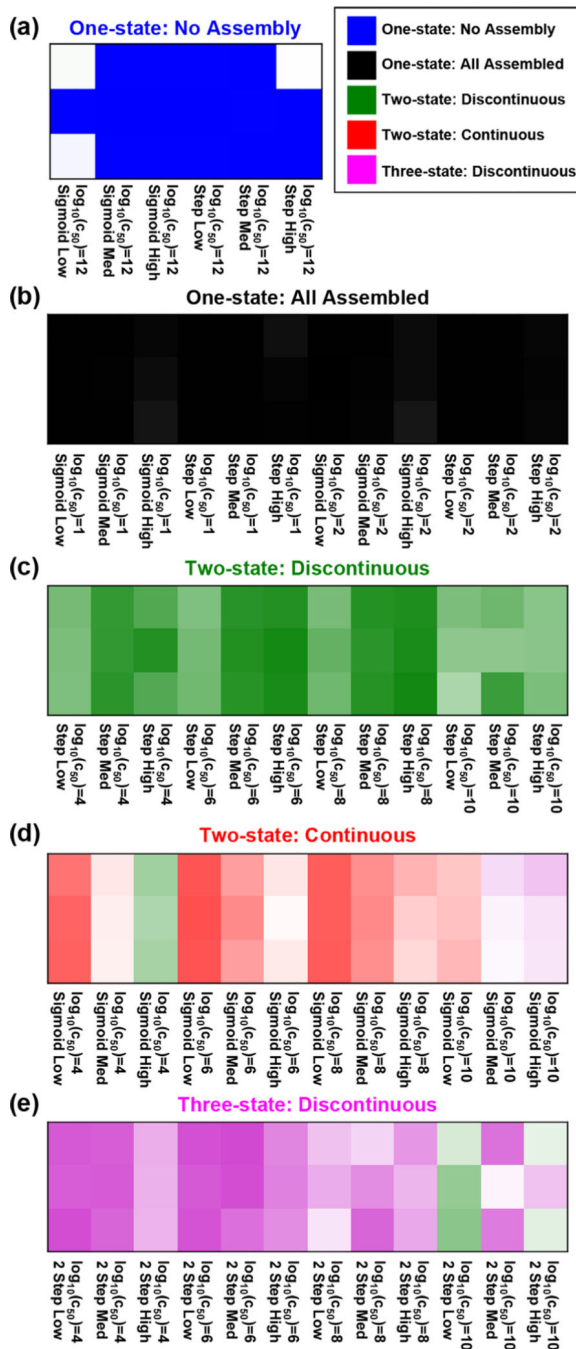 (a) One-state: No Assembly
One-state: No Assembly
One-state: All Assembled
Two-state: Discontinuous
Two-state: Continuous
Three-state: Discontinuous
log10(c50)=12
Sigmoid Low
log10(c50)=12
Sigmoid Med
log10(c50)=12
Sigmoid High
log10(c50)=12
Step Low
log10(c50)=12
Step Med
log10(c50)=12
Step High
(b) One-state: All Assembled
log10(c50)=1
Sigmoid Low
log10(c50)=1
Sigmoid Med
log10(c50)=1
Sigmoid High
log10(c50)=1
Step Low
log10(c50)=1
Step Med
log10(c50)=1
Step High
log10(c50)=2
Sigmoid Low
log10(c50)=2
Sigmoid Med
log10(c50)=2
Sigmoid High
log10(c50)=2
Step Low
log10(c50)=2
Step Med
log10(c50)=2
Step High
(c) Two-state: Discontinuous
log10(c50)=4
Step Low
log10(c50)=4
Step Med
log10(c50)=4
Step High
log10(c50)=6
Step Low
log10(c50)=6
Step Med
log10(c50)=6
Step High
log10(c50)=8
Step Low
log10(c50)=8
Step Med
log10(c50)=8
Step High
log10(c50)=10
Step Low
log10(c50)=10
Step Med
log10(c50)=10
Step High
(d) Two-state: Continuous
log10(c50)=4
Sigmoid Low
log10(c50)=4
Sigmoid Med
log10(c50)=4
Sigmoid High
log10(c50)=6
Sigmoid Low
log10(c50)=6
Sigmoid Med
log10(c50)=6
Sigmoid High
log10(c50)=8
Sigmoid Low
log10(c50)=8
Sigmoid Med
log10(c50)=8
Sigmoid High
log10(c50)=10
Sigmoid Low
log10(c50)=10
Sigmoid Med
log10(c50)=10
Sigmoid High
(e) Three-state: Discontinuous
log10(c50)=4
2 Step Low
log10(c50)=4
2 Step Med
log10(c50)=4
2 Step High
log10(c50)=6
2 Step Low
log10(c50)=6
2 Step Med
log10(c50)=6
2 Step High
log10(c50)=8
2 Step Low
log10(c50)=8
2 Step Med
log10(c50)=8
2 Step High
log10(c50)=10
2 Step Low
log10(c50)=10
2 Step Med
log10(c50)=10
2 Step High